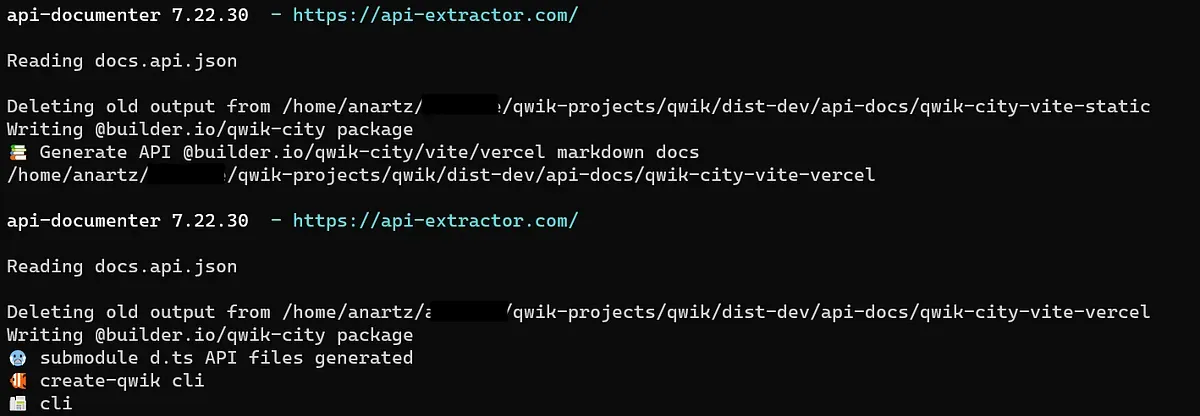 api-documenter 7.22.30  - https://api-extractor.com/
Reading docs.api.json
Deleting old output from /home/anartz/ e/qwik-projects/qwik/dist-dev/api-docs/qwik-city-vite-static
Writing @builder.io/qwik-city package
📚 Generate API @builder.io/qwik-city/vite/vercel markdown docs
/home/anartz/ e/qwik-projects/qwik/dist-dev/api-docs/qwik-city-vite-vercel
api-documenter 7.22.30  - https://api-extractor.com/
Reading docs.api.json
Deleting old output from /home/anartz/a /qwik-projects/qwik/dist-dev/api-docs/qwik-city-vite-vercel
Writing @builder.io/qwik-city package
🥶 submodule d.ts API files generated
🐠 create-qwik cli
📠 cli